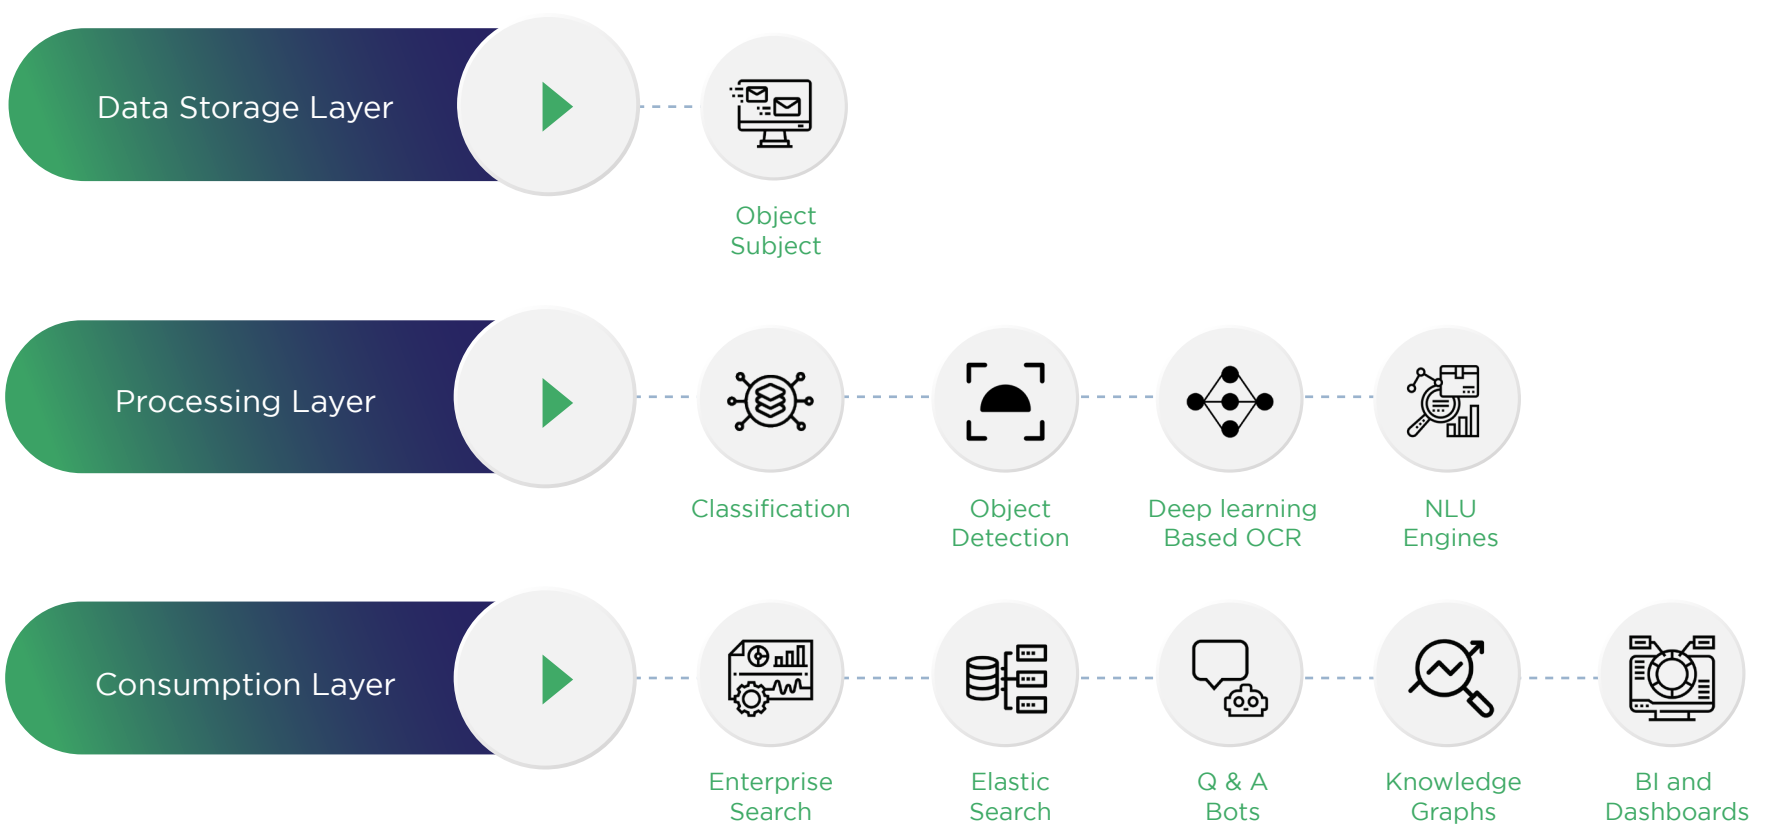 Data Storage Layer
Object
Subject
Processing Layer
Classification
Object
Detection
Deep learning
Based OCR
NLU
Engines
Consumption Layer
Enterprise
Search
Elastic
Search
Q & A
Bots
Knowledge
Graphs
BI and
Dashboards